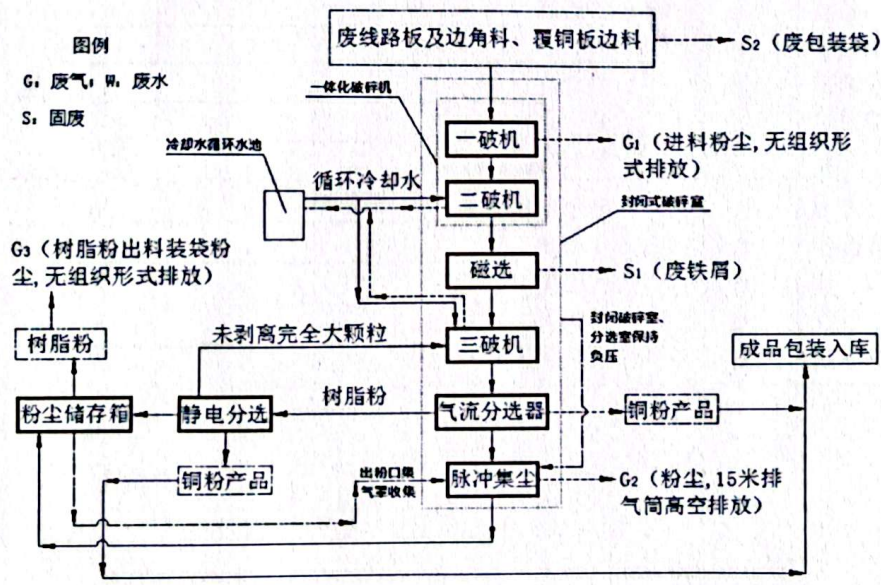 废线路板及边角料、覆铜板边料
S₂（废包装袋）
图例
G：废气；W：废水
S：固废
一体化破碎机
一破机
G₁（进料粉尘,无组织形
式排放）
冷却水循环水池
循环冷却水
二破机
封闭式破碎室
G₃（树脂粉出料装袋粉
尘,无组织形式排放）
磁选
S₁（废铁屑）
封闭破碎室、
分选室保持
负压
树脂粉
未剥离完全大颗粒
三破机
成品包装入库
粉尘储存箱
静电分选
树脂粉
气流分选器
铜粉产品
铜粉产品
出粉口集
气罩收集
脉冲集尘
G₂（粉尘,15米排
气筒高空排放）